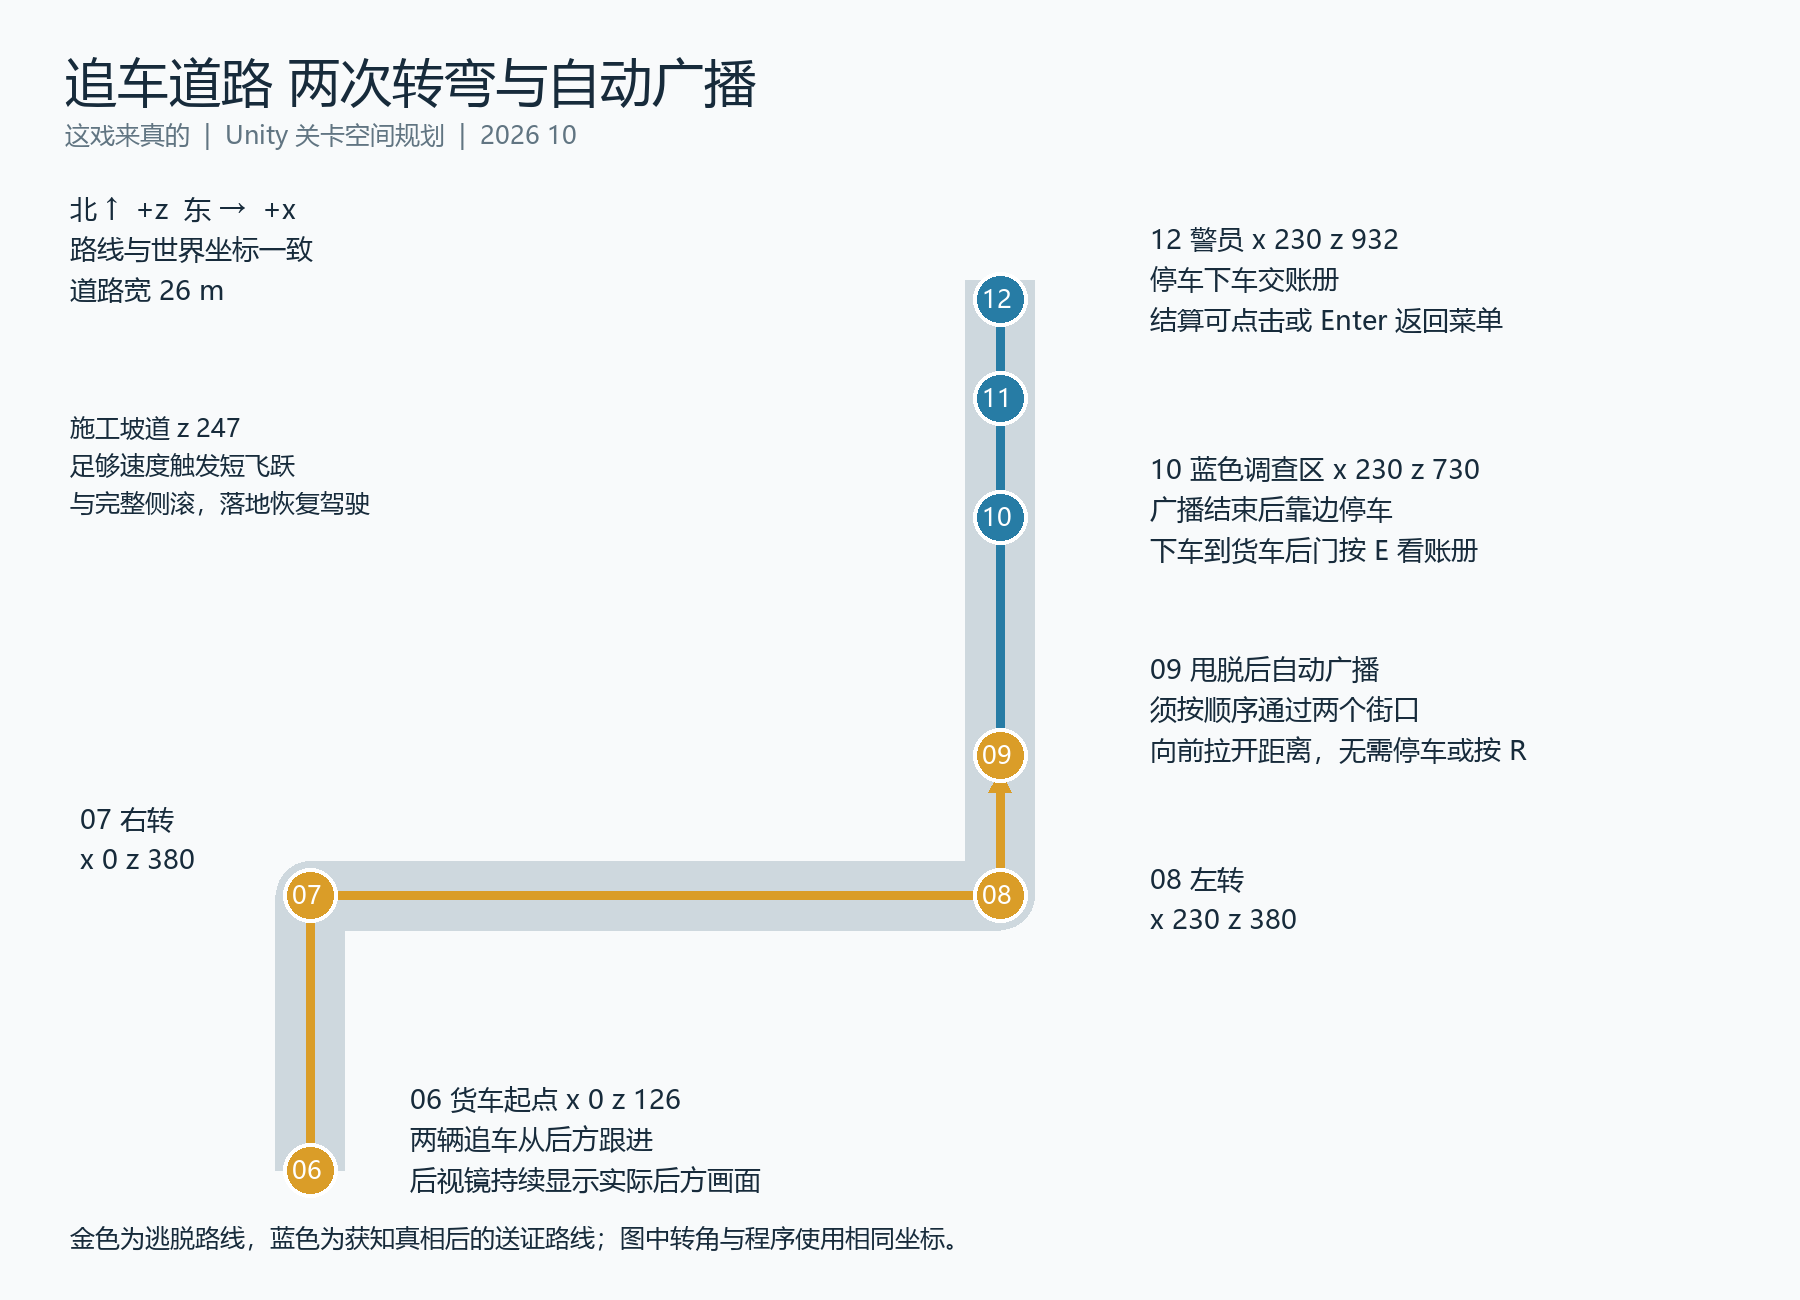 追车道路 两次转弯与自动广播
这戏来真的 | Unity 关卡空间规划 | 2026 10
北↑ +z 东→ +x
路线与世界坐标一致
道路宽 26 m
施工坡道 z 247
足够速度触发短飞跃
与完整侧滚，落地恢复驾驶
12
11
10
09
08
07
06
12 警员 x 230 z 932
停车下车交账册
结算可点击或 Enter 返回菜单
10 蓝色调查区 x 230 z 730
广播结束后靠边停车
下车到货车后门按 E 看账册
09 甩脱后自动广播
须按顺序通过两个街口
向前拉开距离，无需停车或按 R
07 右转
x 0 z 380
08 左转
x 230 z 380
06 货车起点 x 0 z 126
两辆追车从后方跟进
后视镜持续显示实际后方画面
金色为逃脱路线，蓝色为获知真相后的送证路线；图中转角与程序使用相同坐标。